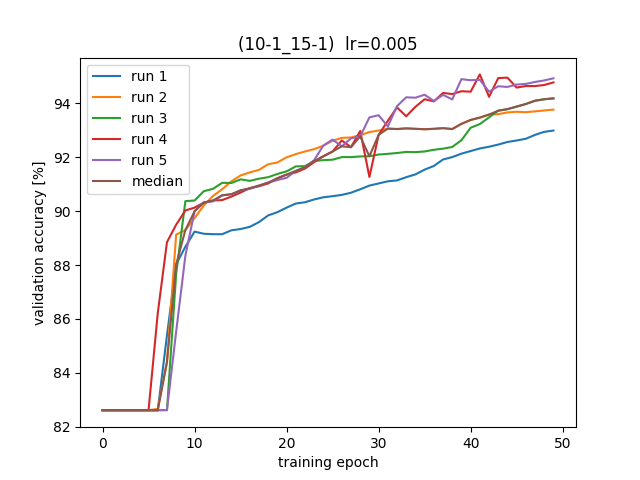 (10-1_15-1) lr=0.005
run 1
run 2
run 3
run 4
run 5
median
validation accuracy [%]
94
92
90
88
86
84
82
0 10 20 30 40 50
training epoch